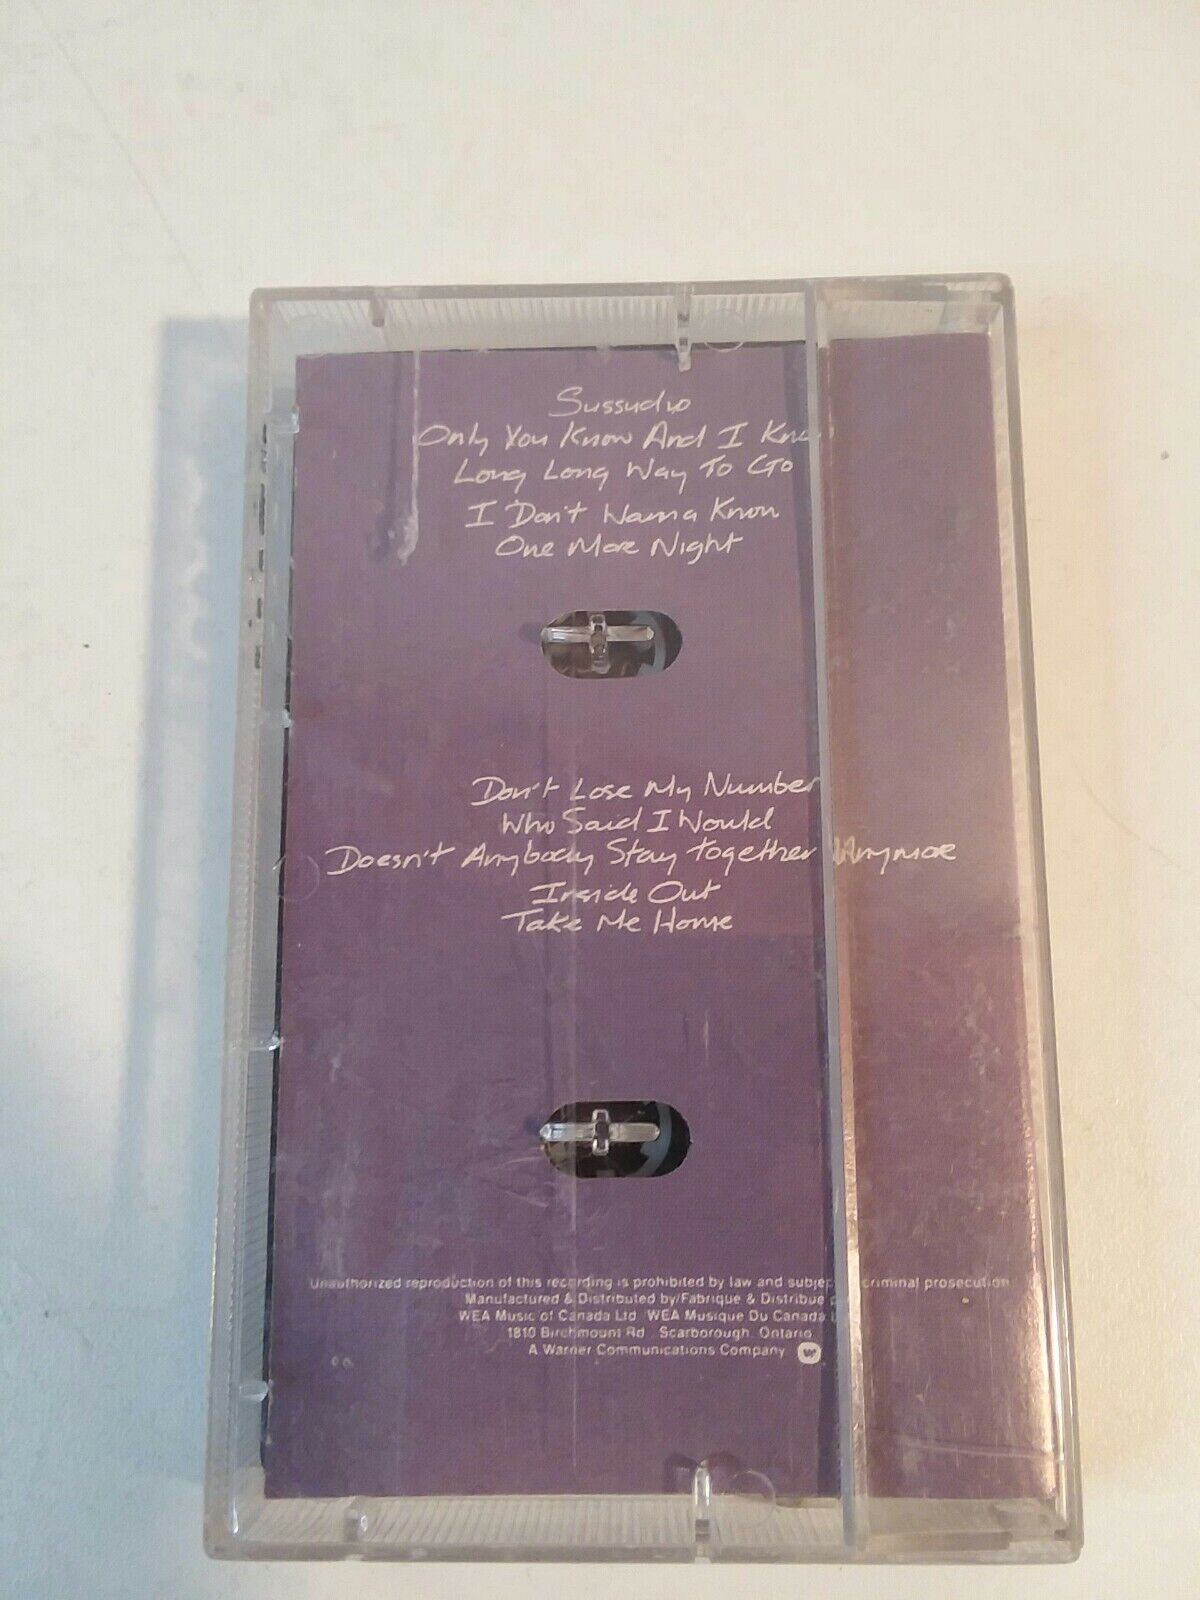 Sussudio
Only You Know And I Kno
Long Long Way To Go
I Don't Wanna Know
One More Night
Don't Lose My Number
Who Said I Would
Doesn't Anybody Stay Together Anymore
Inside Out
Take Me Home
Unauthorized reproduction of this recording is prohibited by law and subject criminal prosecution
Manufactured & Distributed by/Fabrique & Distribue p
WEA Music of Canada Ltd WEA Musique Du Canada L
1810 Birchmount Rd Scarborough, Ontario
A Warner Communications Company